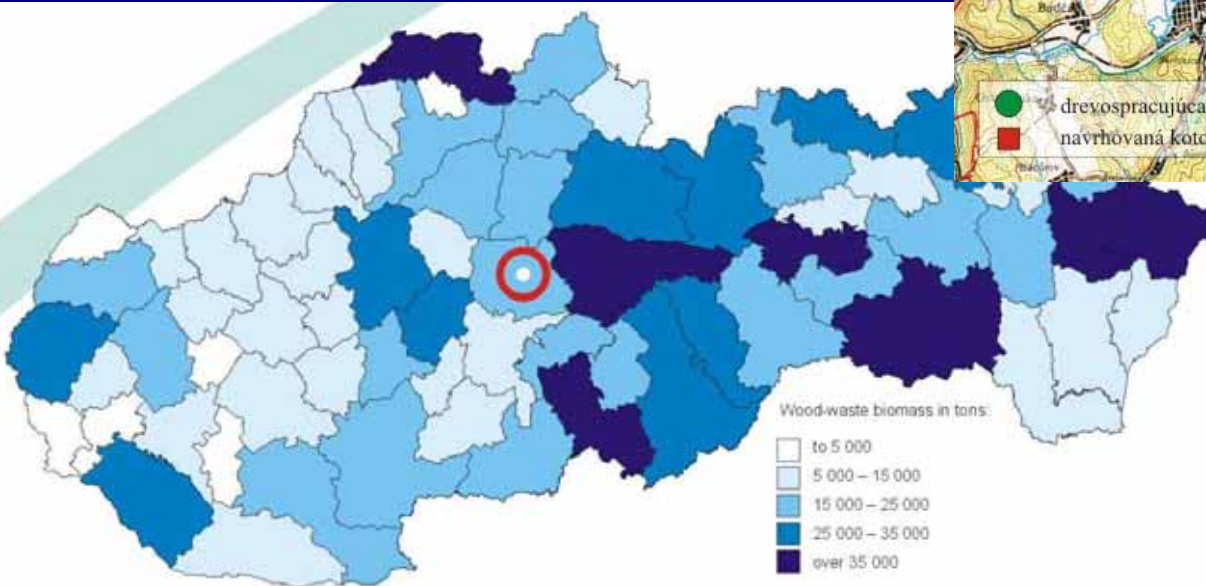 drevospracujúca
navrhovaná koto
Wood-waste biomass in tons:
to 5 000
5 000 – 15 000
15 000 – 25 000
25 000 – 35 000
over 35 000